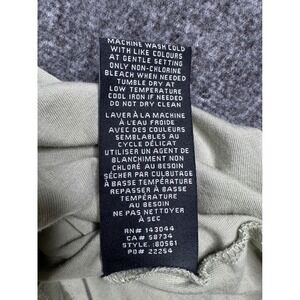 MACHINE WASH COLD
WITH LIKE COLOURS
AT GENTLE SETTING
ONLY NON-CHLORINE
BLEACH WHEN NEEDED
TUMBLE DRY AT
LOW TEMPERATURE
COOL IRON IF NEEDED
DO NOT DRY CLEAN
LAVER À LA MACHINE
À L'EAU FROIDE
AVEC DES COULEURS
SEMBLABLES AU
CYCLE DÉLICAT
UTILISER UN AGENT DE
BLANCHIMENT NON
CHLORÉ AU BESOIN
SÉCHER PAR CULBUTAGE
À BASSE TEMPÉRATURE
REPASSER À BASSE
TEMPÉRATURE
AU BESOIN
NE PAS NETTOYER
À SEC
RN# 143044
CA# 58734
STYLE. :80561
PO# 22254